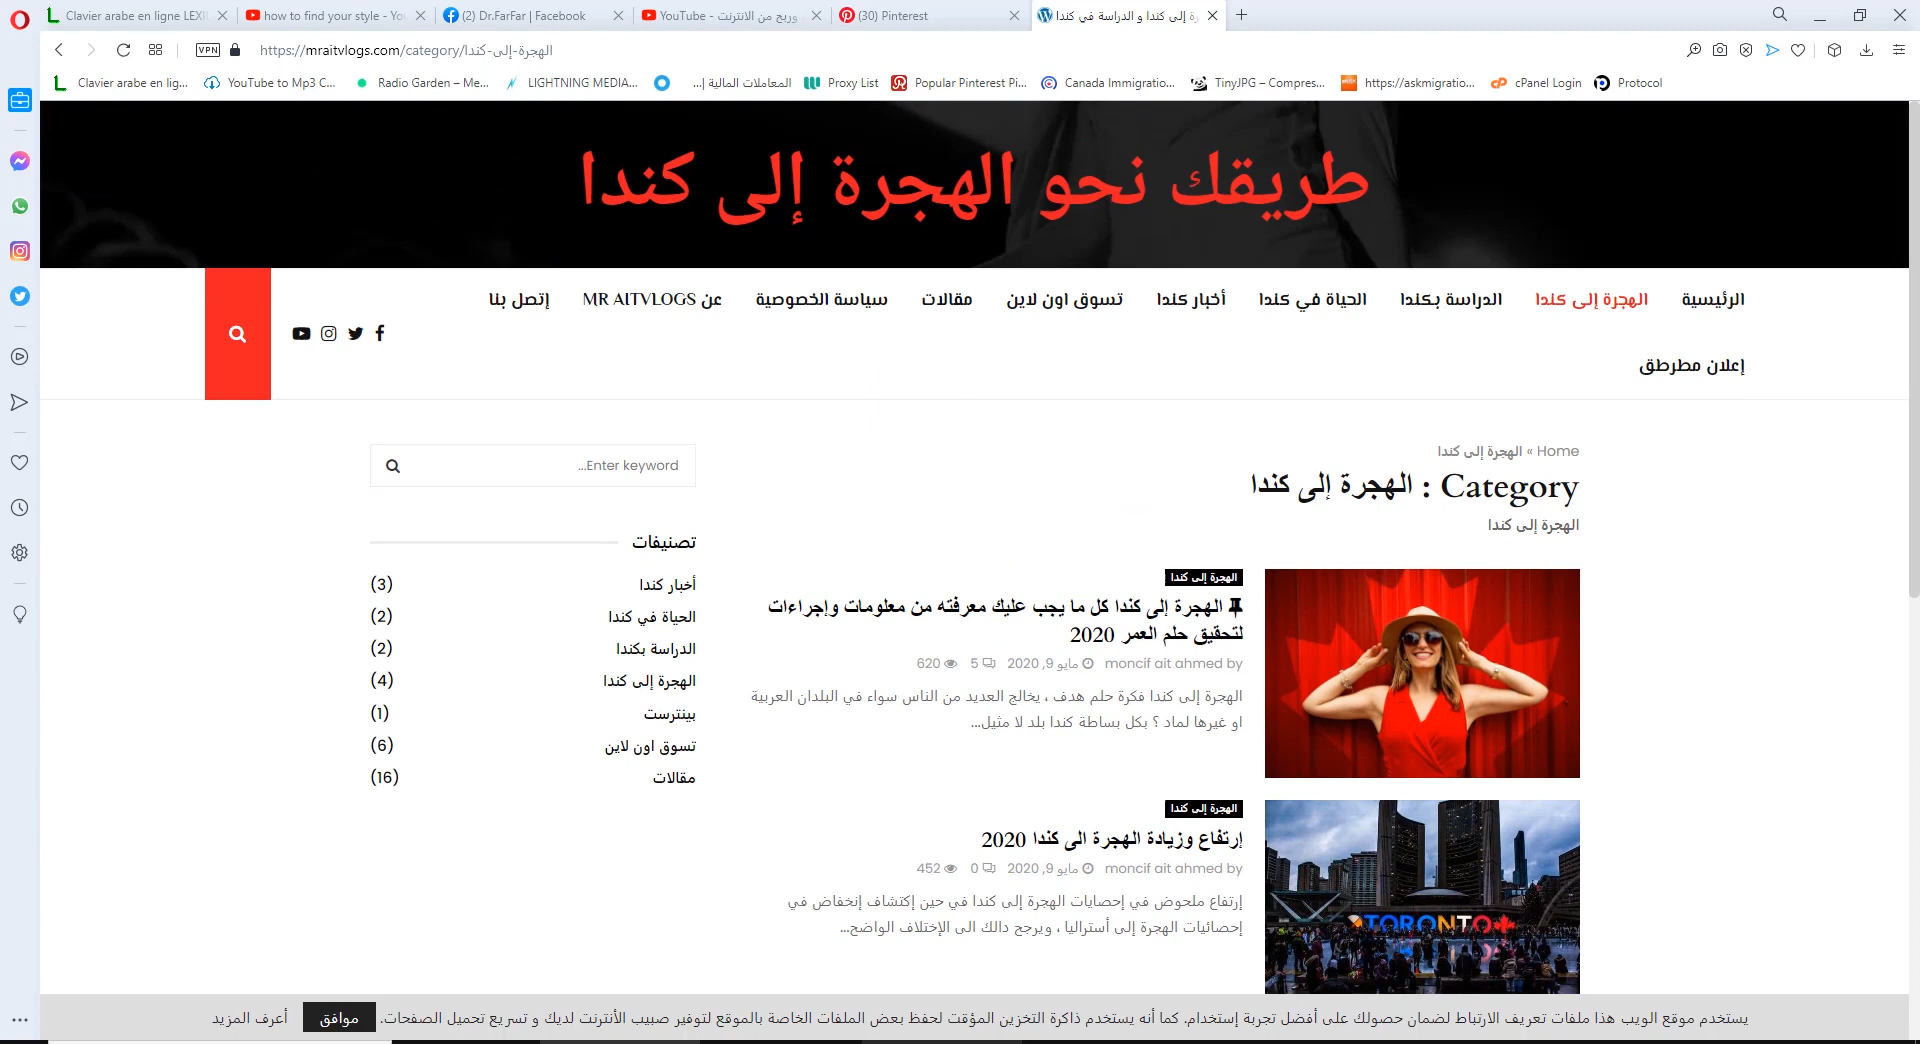 Clavier arabe en ligne LEXI
how to find your style - Yo
(2) Dr.FarFar | Facebook
وربح من الانترنت - YouTube
(30) Pinterest
رة إلى كندا و الدراسة في كندا
VPN
https://mraitvlogs.com/category/الهجرة-إلى-كندا
Clavier arabe en lig...
YouTube to Mp3 C...
Radio Garden – Me...
LIGHTNING MEDIA...
المعاملات المالية |...
Proxy List
Popular Pinterest Pi...
Canada Immigratio...
TinyJPG – Compres...
https://askmigratio...
cPanel Login
Protocol
طريقك نحو الهجرة إلى كندا
الرئيسية
الهجرة إلى كندا
الدراسة بكندا
الحياة في كندا
أخبار كندا
تسوق اون لاين
مقالات
سياسة الخصوصية
عن MR AITVLOGS
إتصل بنا
إعلان مطرطق
Home » الهجرة إلى كندا
Category : الهجرة إلى كندا
الهجرة إلى كندا
الهجرة إلى كندا
الهجرة إلى كندا كل ما يجب عليك معرفته من معلومات وإجراءات
لتحقيق حلم العمر 2020
moncif ait ahmed by مايو 9, 2020 5 620
الهجرة إلى كندا فكرة حلم هدف ، يخالج العديد من الناس سواء في البلدان العربية
او غيرها لماد ؟ بكل بساطة كندا بلد لا مثيل...
الهجرة إلى كندا
إرتفاع وزيادة الهجرة الى كندا 2020
moncif ait ahmed by مايو 9, 2020 0 452
إرتفاع ملحوض في إحصايات الهجرة إلى كندا في حين إكتشاف إنخفاض في
إحصائيات الهجرة إلى أستراليا ، ويرجح دالك الى الإختلاف الواضح...
TORONTO
Enter keyword...
تصنيفات
أخبار كندا (3)
الحياة في كندا (2)
الدراسة بكندا (2)
الهجرة إلى كندا (4)
بينترست (1)
تسوق اون لاين (6)
مقالات (16)
يستخدم موقع الويب هذا ملفات تعريف الارتباط لضمان حصولك على أفضل تجربة إستخدام. كما أنه يستخدم ذاكرة التخزين المؤقت لحفظ بعض الملفات الخاصة بالموقع لتوفير صبيب الأنترنت لديك و تسريع تحميل الصفحات.
موافق
أعرف المزيد